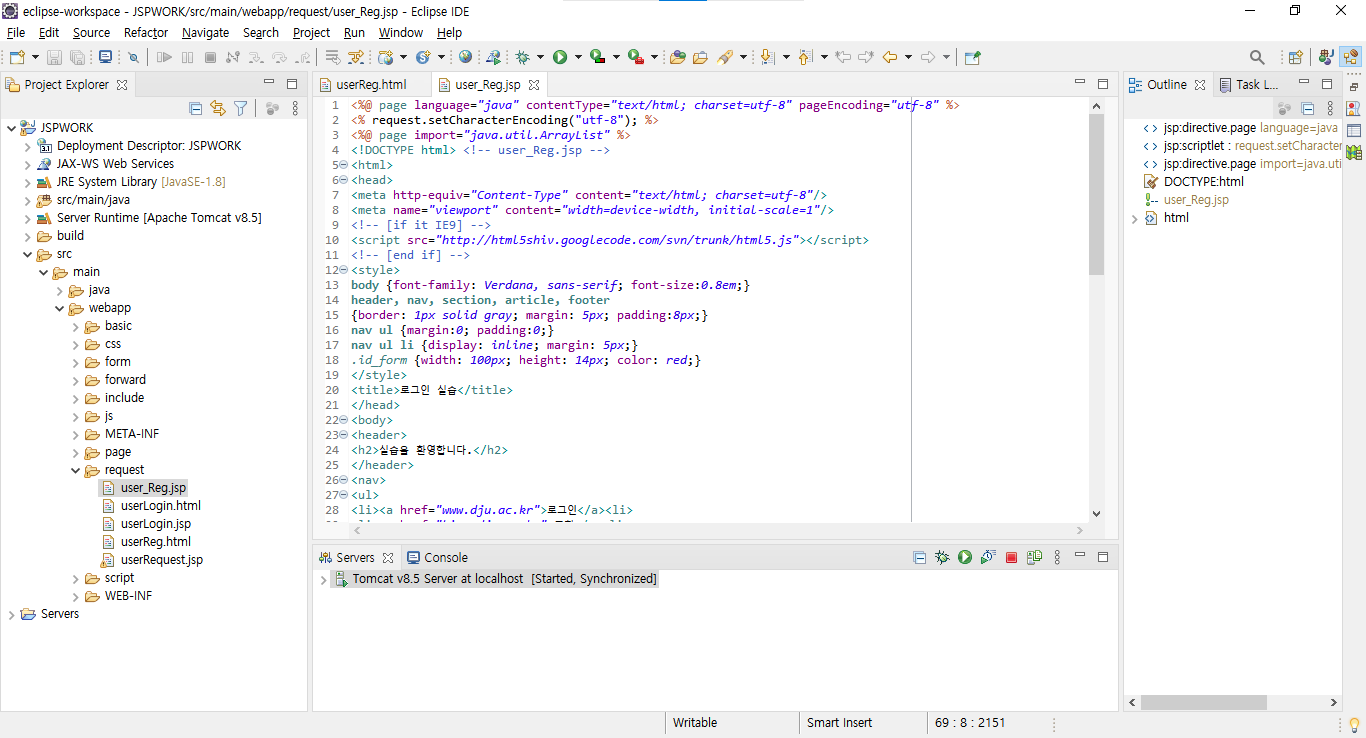 eclipse-workspace - JSPWORK/src/main/webapp/request/user_Reg.jsp - Eclipse IDE
File Edit Source Refactor Navigate Search Project Run Window Help
Project Explorer
JSPWORK
Deployment Descriptor: JSPWORK
JAX-WS Web Services
JRE System Library [JavaSE-1.8]
src/main/java
Server Runtime [Apache Tomcat v8.5]
build
src
main
java
webapp
basic
css
form
forward
include
js
META-INF
page
request
user_Reg.jsp
userLogin.html
userLogin.jsp
userReg.html
userRequest.jsp
script
WEB-INF
Servers
userReg.html user_Reg.jsp
1 <%@ page language="java" contentType="text/html; charset=utf-8" pageEncoding="utf-8" %>
2 <% request.setCharacterEncoding("utf-8"); %>
3 <%@ page import="java.util.ArrayList" %>
4 <!DOCTYPE html> <!-- user_Reg.jsp -->
5 <html>
6 <head>
7 <meta http-equiv="Content-Type" content="text/html; charset=utf-8"/>
8 <meta name="viewport" content="width=device-width, initial-scale=1"/>
9 <!-- [if it IE9] -->
10 <script src="http://html5shiv.googlecode.com/svn/trunk/html5.js"></script>
11 <!-- [end if] -->
12 <style>
13 body {font-family: Verdana, sans-serif; font-size:0.8em;}
14 header, nav, section, article, footer
15 {border: 1px solid gray; margin: 5px; padding:8px;}
16 nav ul {margin:0; padding:0;}
17 nav ul li {display: inline; margin: 5px;}
18 .id_form {width: 100px; height: 14px; color: red;}
19 </style>
20 <title>로그인 실습</title>
21 </head>
22 <body>
23 <header>
24 <h2>실습을 환영합니다.</h2>
25 </header>
26 <nav>
27 <ul>
28 <li><a href="www.dju.ac.kr">로그인</a><li>
Servers Console
Tomcat v8.5 Server at localhost [Started, Synchronized]
Outline Task L...
jsp:directive.page language=java
jsp:scriptlet : request.setCharacter
jsp:directive.page import=java.uti
DOCTYPE:html
user_Reg.jsp
html
Writable Smart Insert 69 : 8 : 2151